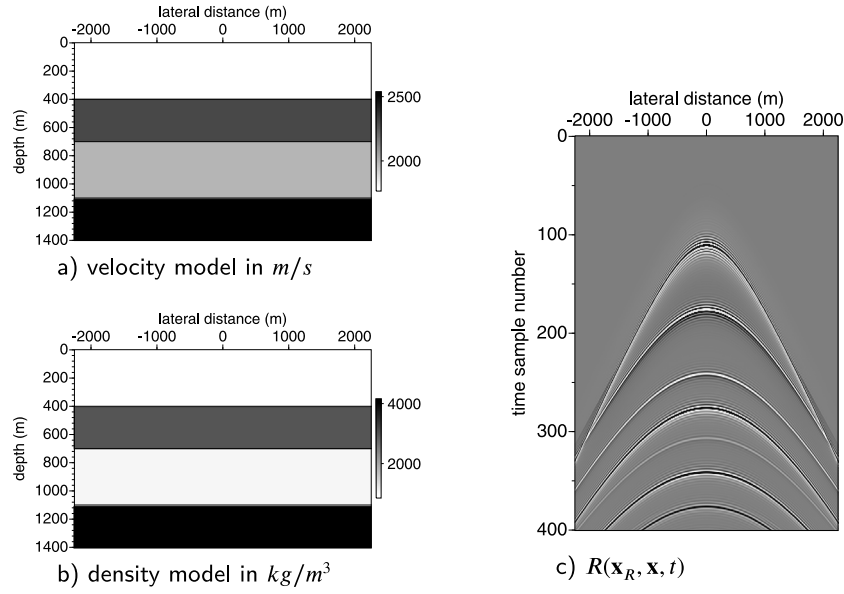 lateral distance (m)
-2000 -1000 0 1000 2000
0
200
400
600
800
1000
1200
1400
depth (m)
2500
2000
a) velocity model in m/s
lateral distance (m)
-2000 -1000 0 1000 2000
0
200
400
600
800
1000
1200
1400
depth (m)
4000
2000
b) density model in kg/m³
lateral distance (m)
-2000 -1000 0 1000 2000
0
100
200
300
400
time sample number
c) R(𝐱_R, 𝐱, t)